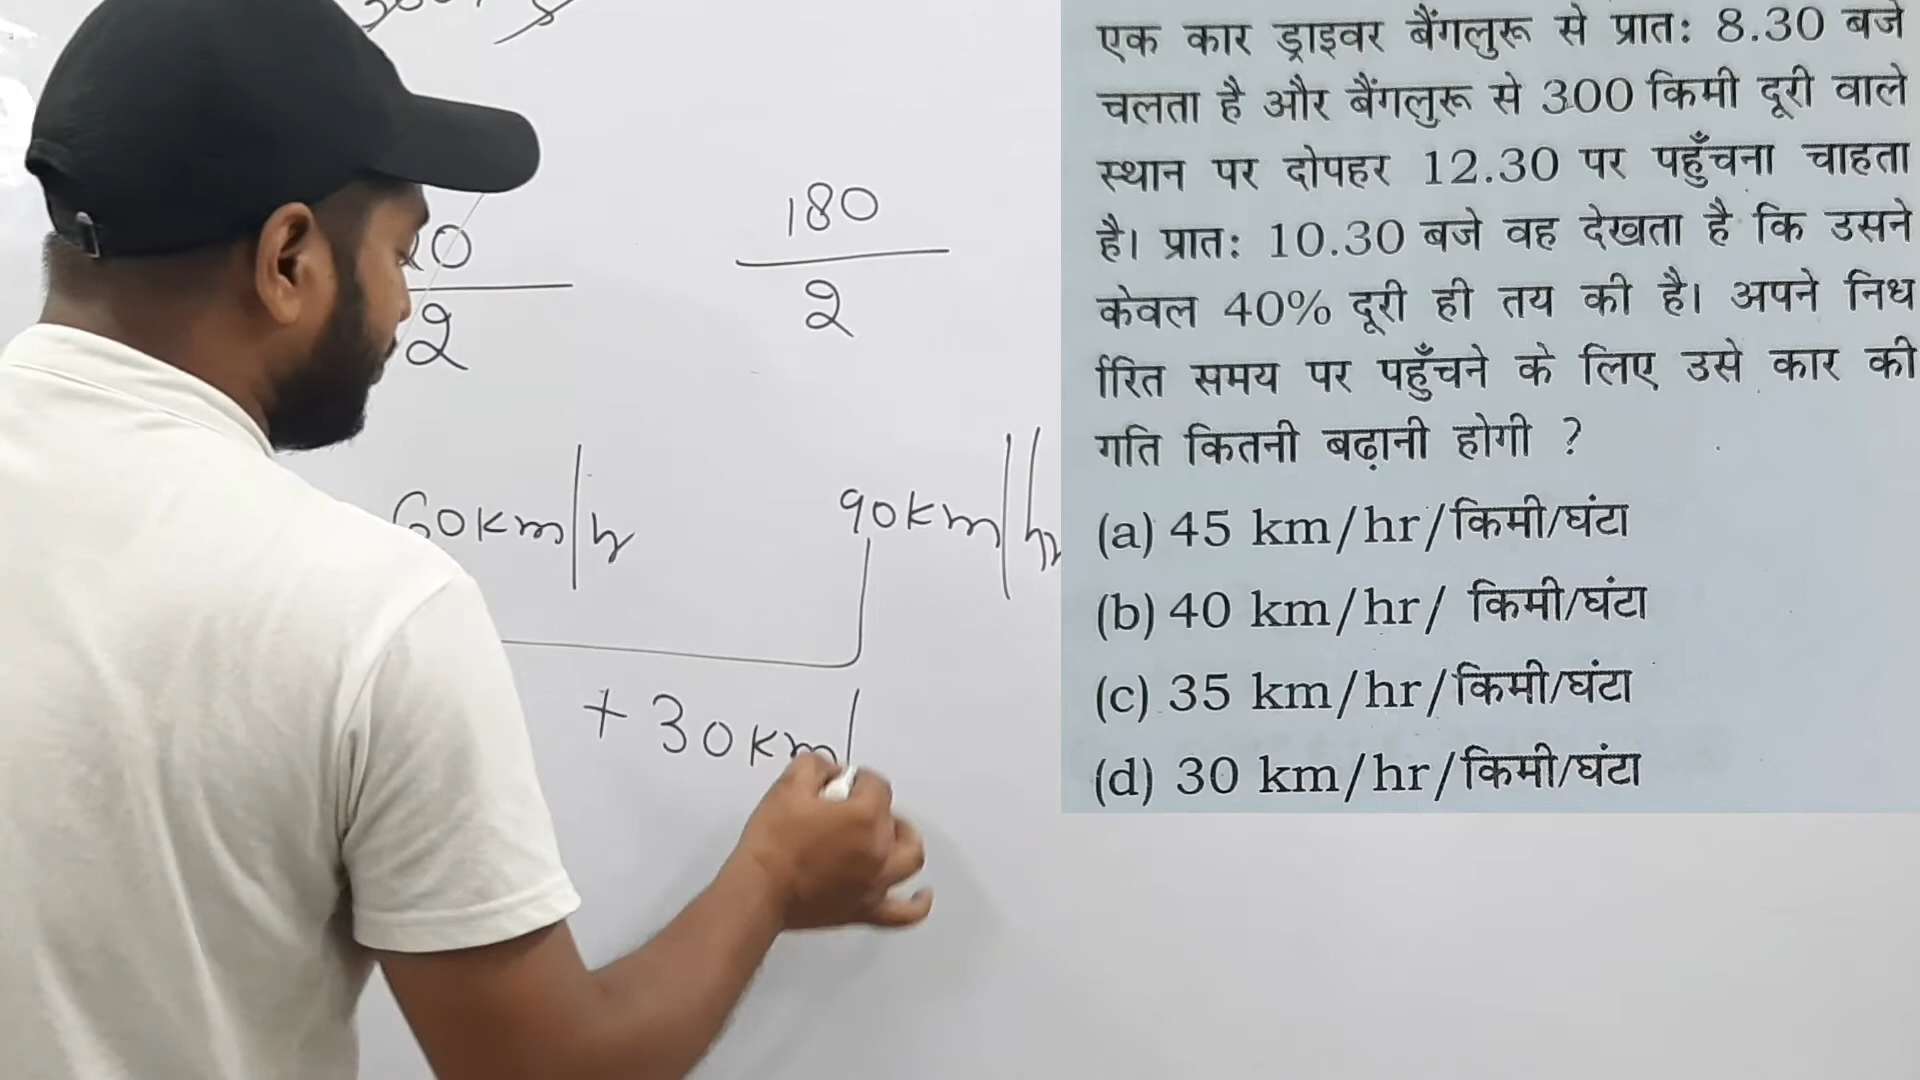 180
2
2
60km/h
90km/hr
+ 30km/
एक कार ड्राइवर बैंगलुरू से प्रात: 8.30 बजे
चलता है और बैंगलुरू से 300 किमी दूरी वाले
स्थान पर दोपहर 12.30 पर पहुँचना चाहता
है। प्रात: 10.30 बजे वह देखता है कि उसने
केवल 40% दूरी ही तय की है। अपने निध
र्रित समय पर पहुँचने के लिए उसे कार की
गति कितनी बढ़ानी होगी ?
(a) 45 km/hr/किमी/घंटा
(b) 40 km/hr/ किमी/घंटा
(c) 35 km/hr/किमी/घंटा
(d) 30 km/hr/किमी/घंटा